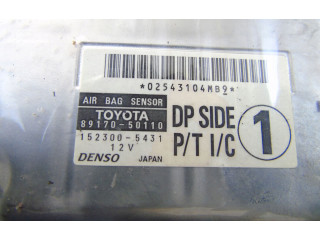 *02543104MB9*
AIR BAG SENSOR
TOYOTA
89170-50110
152300-5431
12V
DENSO JAPAN
DP SIDE
P/T I/C
1